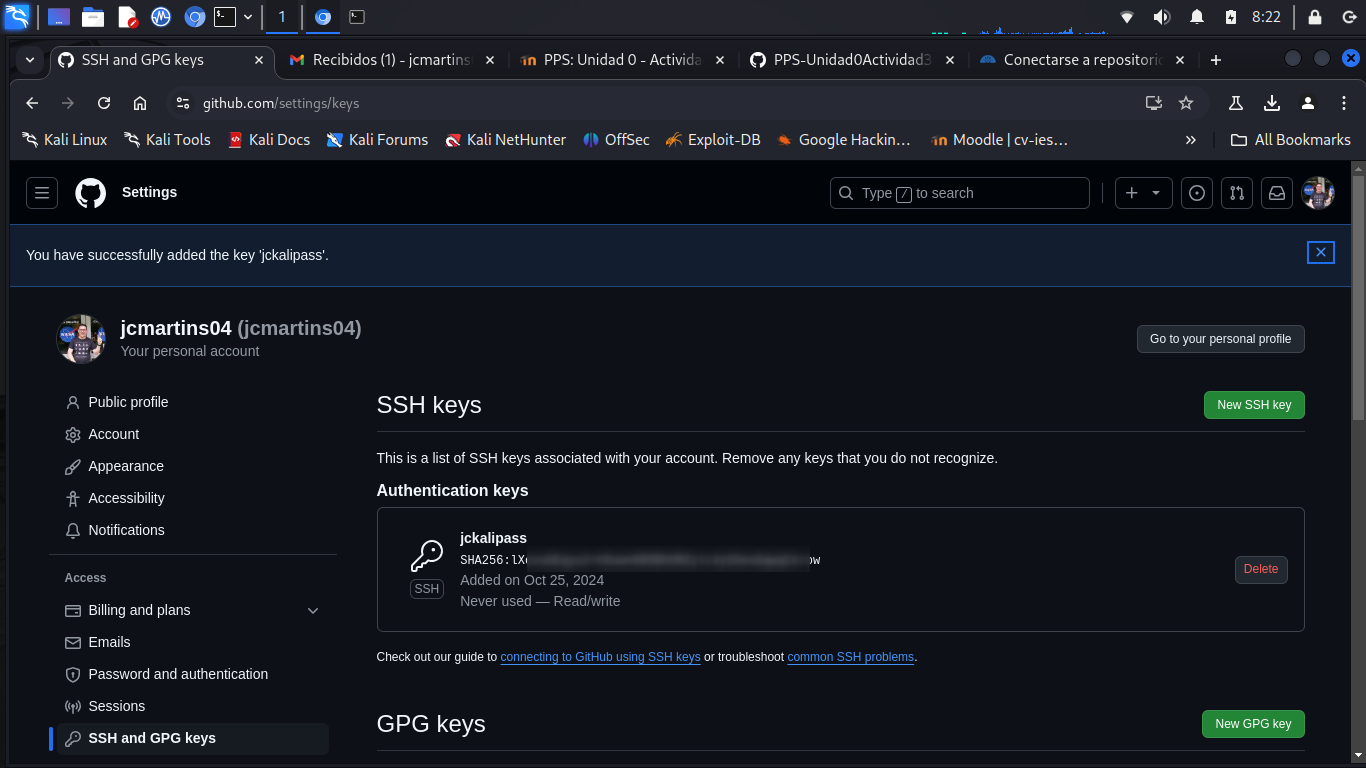 1
8:22
SSH and GPG keys
Recibidos (1) - jcmartins
PPS: Unidad 0 - Activida
PPS-Unidad0Actividad3
Conectarse a repositorio
github.com/settings/keys
Kali Linux
Kali Tools
Kali Docs
Kali Forums
Kali NetHunter
OffSec
Exploit-DB
Google Hackin...
Moodle | cv-ies...
»
All Bookmarks
Settings
Type / to search
You have successfully added the key 'jckalipass'.
jcmartins04 (jcmartins04)
Your personal account
Go to your personal profile
Public profile
Account
Appearance
Accessibility
Notifications
Access
Billing and plans
Emails
Password and authentication
Sessions
SSH and GPG keys
SSH keys
New SSH key
This is a list of SSH keys associated with your account. Remove any keys that you do not recognize.
Authentication keys
jckalipass
SHA256:lX
SSH
Added on Oct 25, 2024
Never used — Read/write
Delete
Check out our guide to connecting to GitHub using SSH keys or troubleshoot common SSH problems.
GPG keys
New GPG key